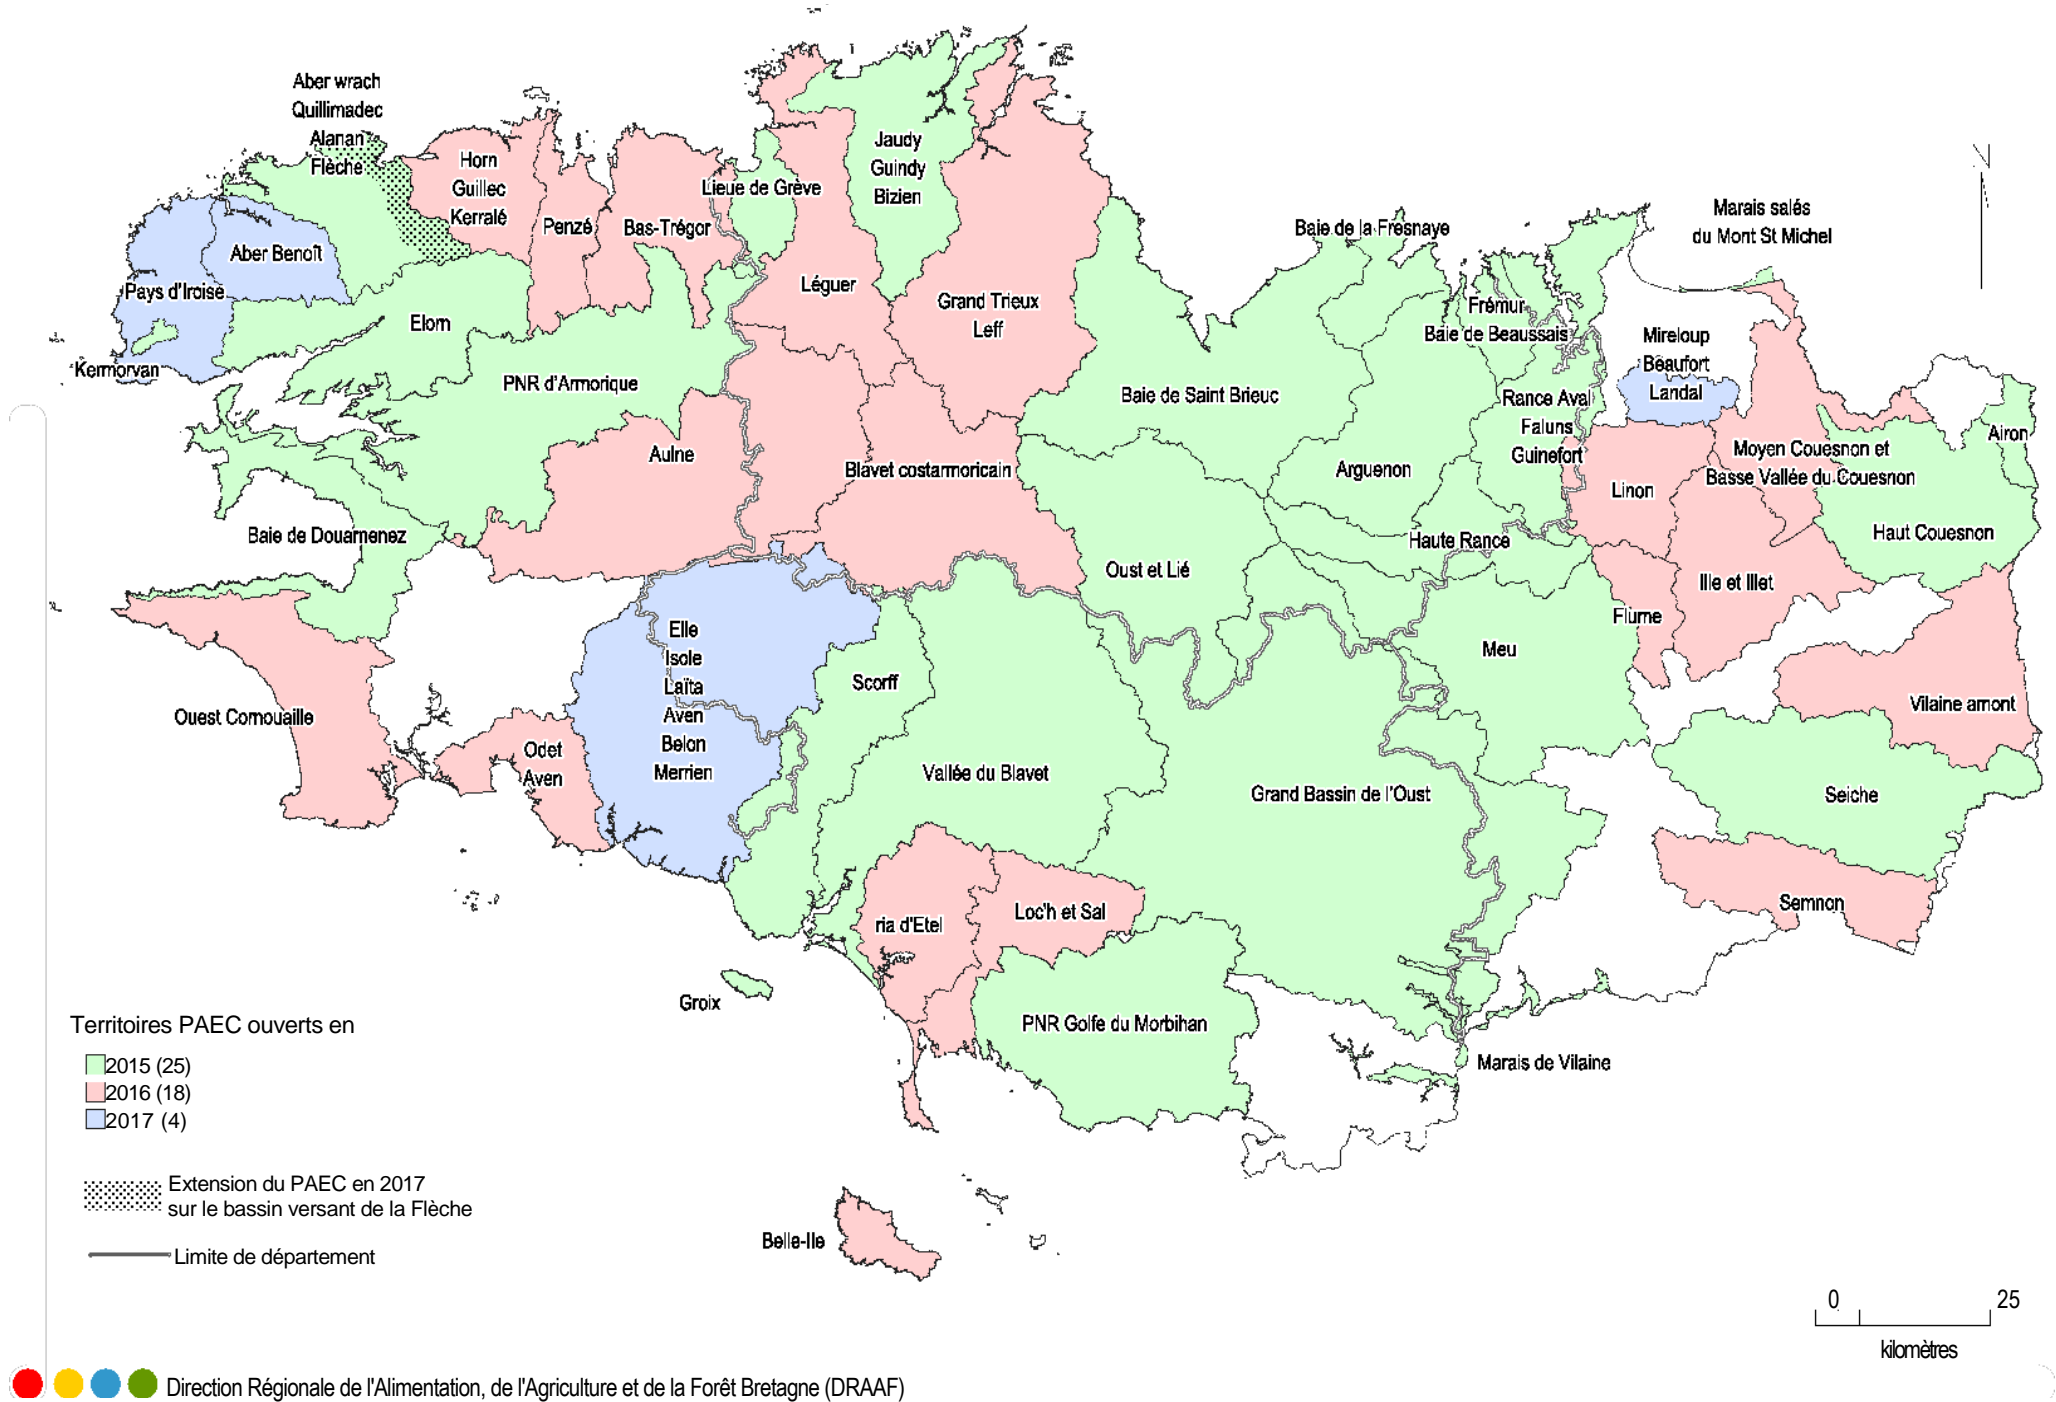 Aber wrach
Quillimadec
Alanan
Flèche
Horn
Guillec
Kerralé
Penzé
Bas-Trégor
Lieue de Grève
Jaudy
Guindy
Bizien
Aber Benoît
Pays d'Iroise
Kermorvan
Elorn
PNR d'Armorique
Léguer
Grand Trieux
Leff
Baie de la Fresnaye
Marais salés
du Mont St Michel
Frémur
Baie de Beaussais
Mireloup
Beaufort
Landal
Baie de Saint Brieuc
Rance Aval
Faluns
Guinefort
Airon
Aulne
Blavet costarmoricain
Arguenon
Linon
Moyen Couesnon et
Basse Vallée du Couesnon
Haut Couesnon
Baie de Douarnenez
Haute Rance
Oust et Lié
Ille et Illet
Flume
Meu
Elle
Isole
Laïta
Aven
Belon
Merrien
Scorff
Ouest Cornouaille
Odet
Aven
Vilaine amont
Vallée du Blavet
Grand Bassin de l'Oust
Seiche
Semnon
ria d'Etel
Loc'h et Sal
Groix
PNR Golfe du Morbihan
Marais de Vilaine
Belle-Ile
Territoires PAEC ouverts en
2015 (25)
2016 (18)
2017 (4)
Extension du PAEC en 2017
sur le bassin versant de la Flèche
Limite de département
N
0 25
kilomètres
Direction Régionale de l'Alimentation, de l'Agriculture et de la Forêt Bretagne (DRAAF)